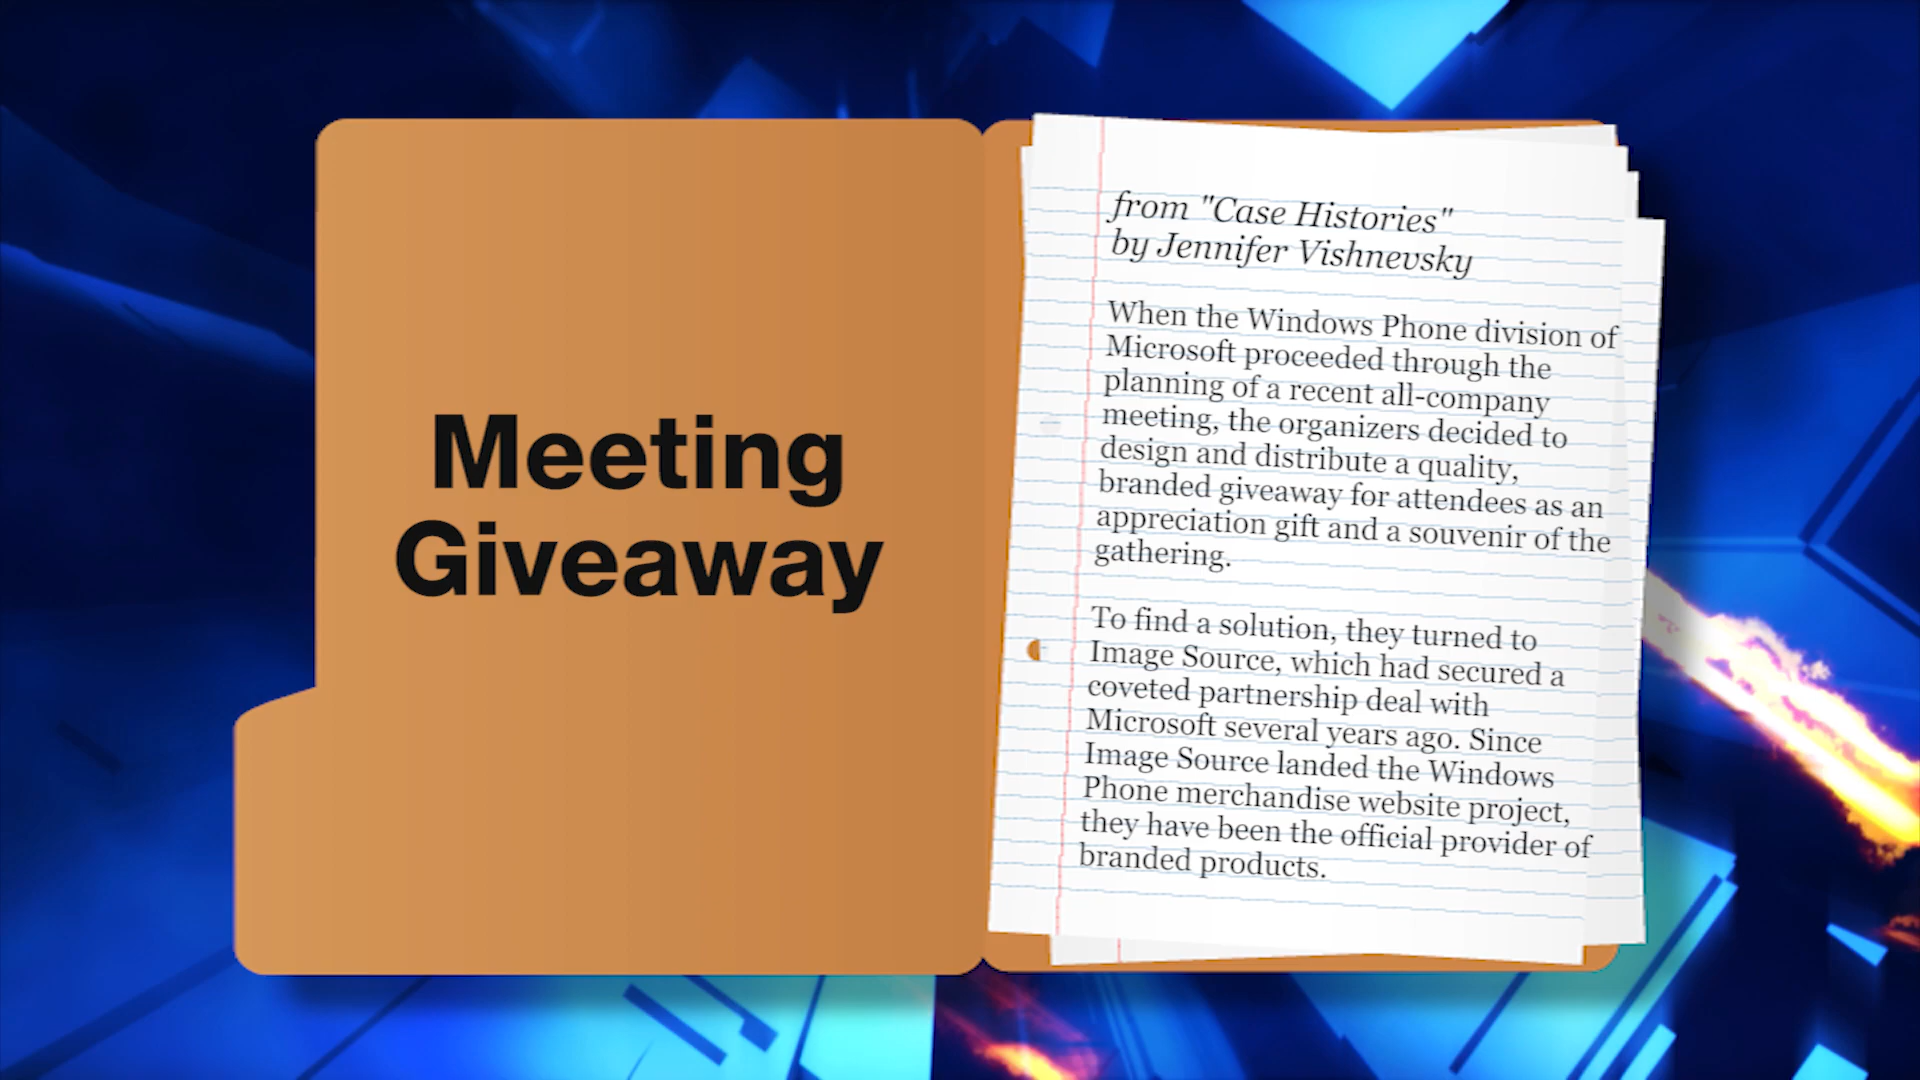 Meeting
Giveaway
from "Case Histories"
by Jennifer Vishnevsky
When the Windows Phone division of
Microsoft proceeded through the
planning of a recent all-company
meeting, the organizers decided to
design and distribute a quality,
branded giveaway for attendees as an
appreciation gift and a souvenir of the
gathering.
To find a solution, they turned to
Image Source, which had secured a
coveted partnership deal with
Microsoft several years ago. Since
Image Source landed the Windows
Phone merchandise website project,
they have been the official provider of
branded products.